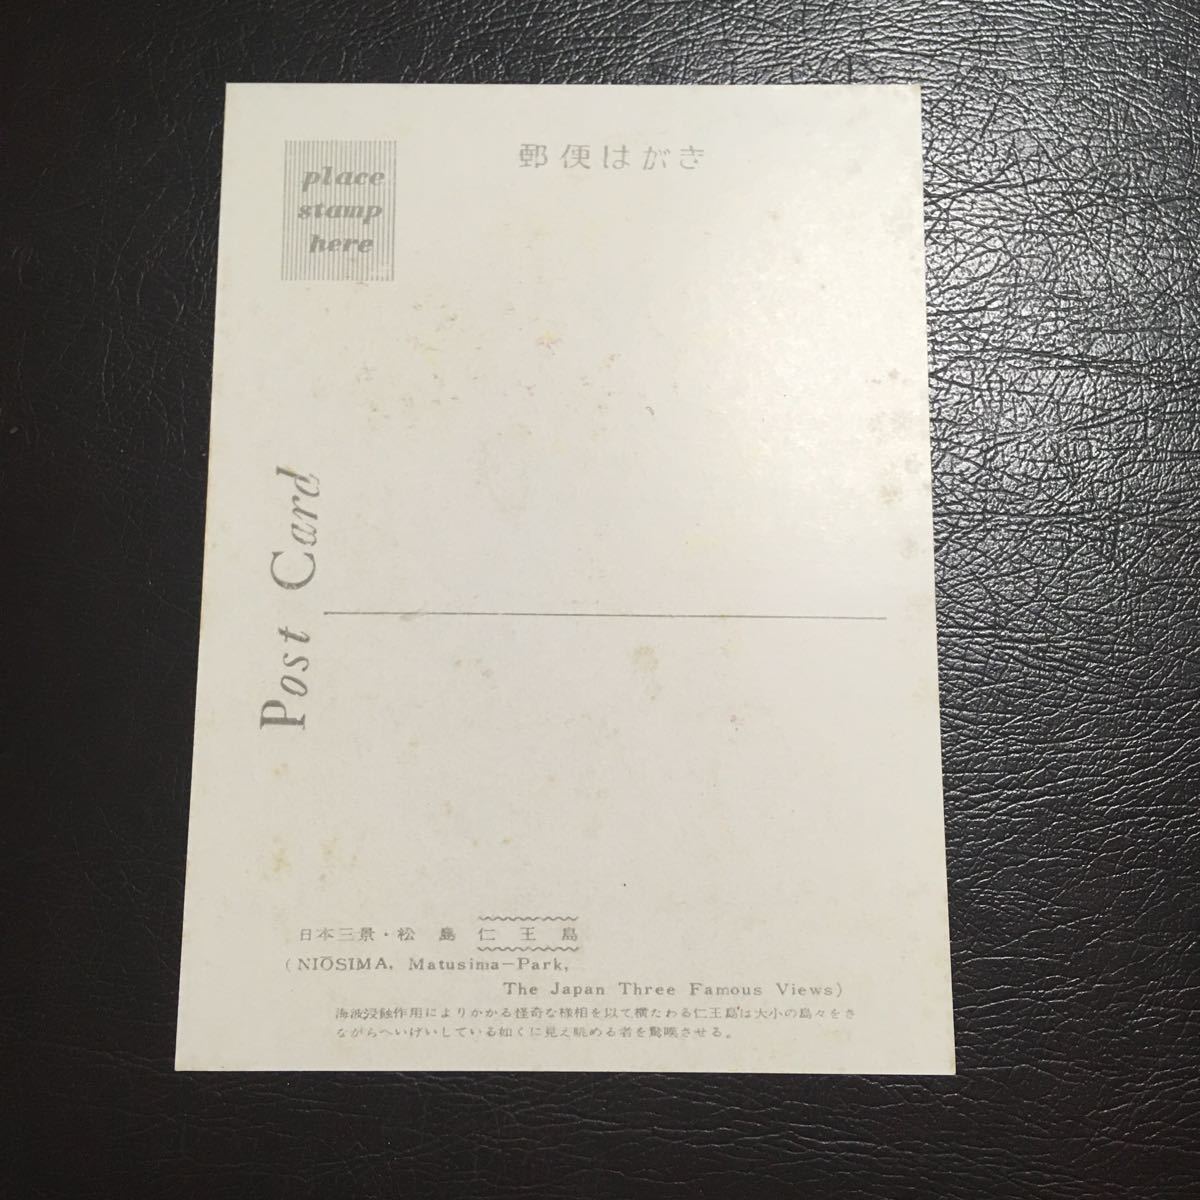 郵便はがき
place
stamp
here
Post Card
日本三景・松島 仁王島
(NIŌSIMA, Matusima-Park,
The Japan Three Famous Views)
海波浸蝕作用によりかかる怪奇な様相を以て横たわる仁王島は大小の島々をさ
ながらへいげいしている如くに見え眺める者を驚嘆させる。